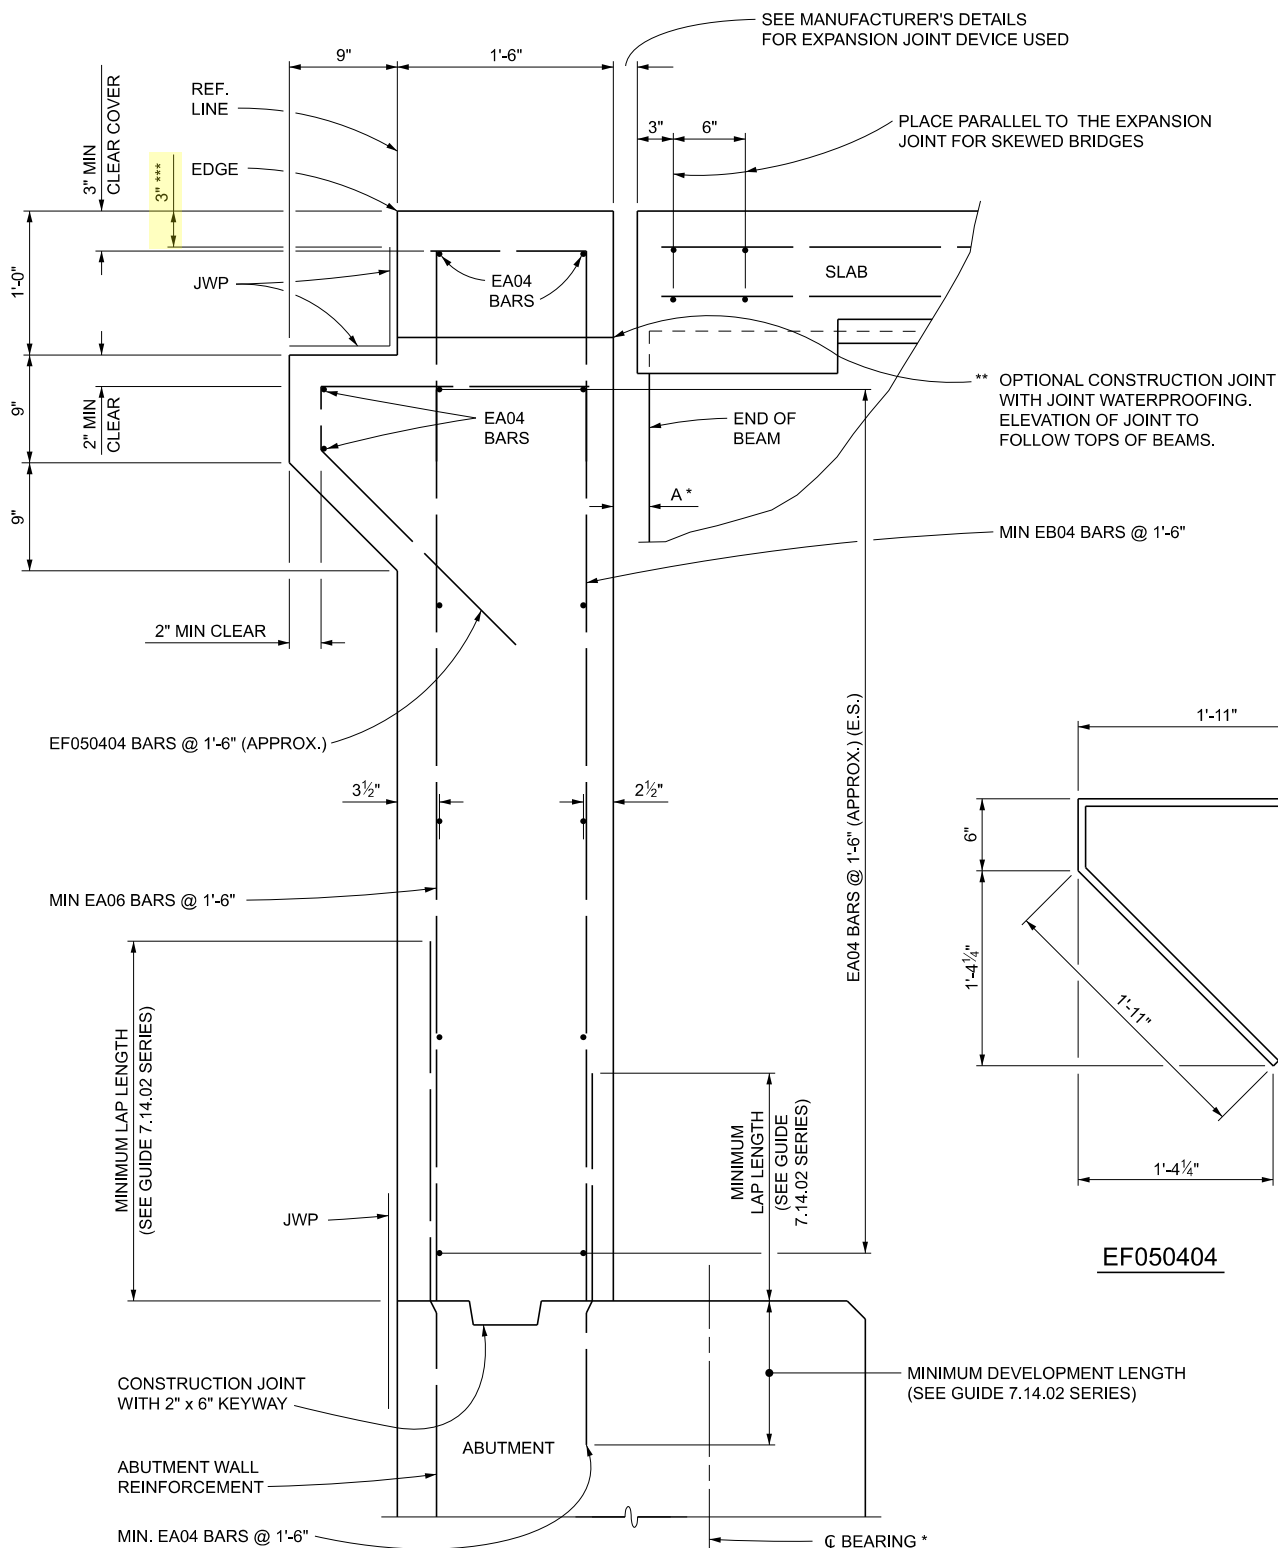 SEE MANUFACTURER'S DETAILS
FOR EXPANSION JOINT DEVICE USED
9"
1'-6"
REF.
LINE
3" MIN
CLEAR COVER
3" ***
EDGE
3"
6"
PLACE PARALLEL TO THE EXPANSION
JOINT FOR SKEWED BRIDGES
1'-0"
JWP
EA04
BARS
SLAB
** OPTIONAL CONSTRUCTION JOINT
WITH JOINT WATERPROOFING.
ELEVATION OF JOINT TO
FOLLOW TOPS OF BEAMS.
9"
2" MIN
CLEAR
EA04
BARS
END OF
BEAM
A *
9"
MIN EB04 BARS @ 1'-6"
2" MIN CLEAR
EF050404 BARS @ 1'-6" (APPROX.)
3½"
2½"
EA04 BARS @ 1'-6" (APPROX.) (E.S.)
1'-11"
6"
1'-4¼"
1'-11"
1'-4¼"
EF050404
MIN EA06 BARS @ 1'-6"
MINIMUM LAP LENGTH
(SEE GUIDE 7.14.02 SERIES)
MINIMUM
LAP LENGTH
(SEE GUIDE
7.14.02 SERIES)
JWP
CONSTRUCTION JOINT
WITH 2" x 6" KEYWAY
ABUTMENT
MINIMUM DEVELOPMENT LENGTH
(SEE GUIDE 7.14.02 SERIES)
ABUTMENT WALL
REINFORCEMENT
MIN. EA04 BARS @ 1'-6"
℄ BEARING *